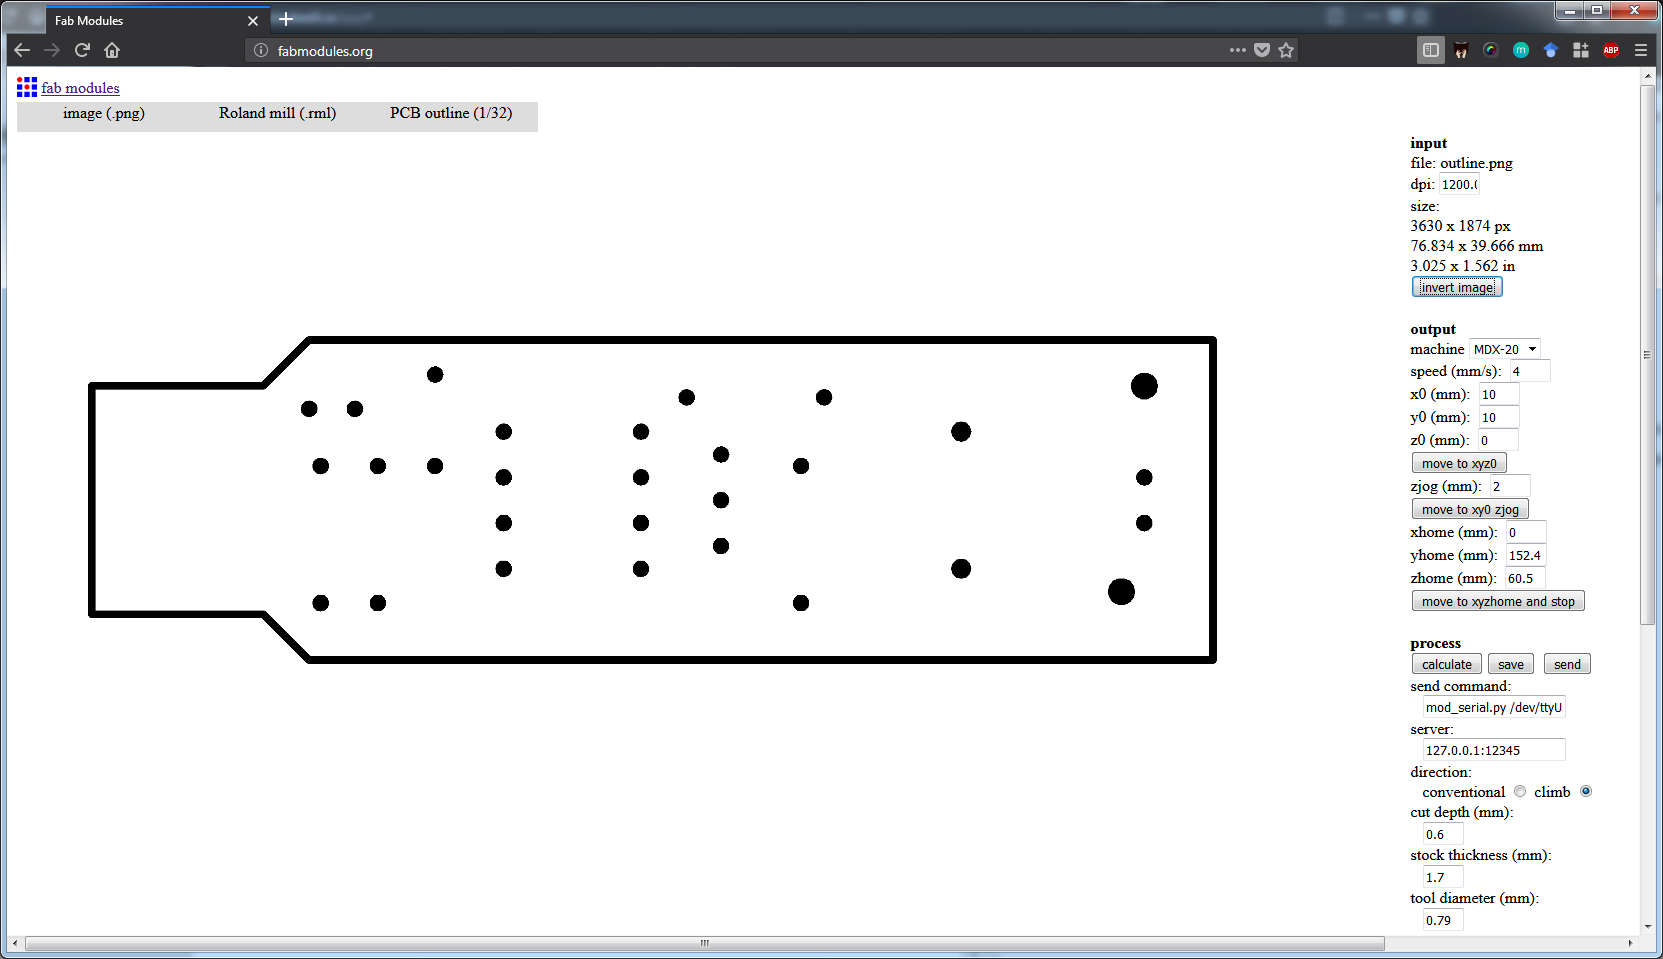 Fab Modules
fabmodules.org
ABP
fab modules
image (.png) Roland mill (.rml) PCB outline (1/32)
input
file: outline.png
dpi: 1200.0
size:
3630 x 1874 px
76.834 x 39.666 mm
3.025 x 1.562 in
invert image
output
machine MDX-20
speed (mm/s): 4
x0 (mm): 10
y0 (mm): 10
z0 (mm): 0
move to xyz0
zjog (mm): 2
move to xy0 zjog
xhome (mm): 0
yhome (mm): 152.4
zhome (mm): 60.5
move to xyzhome and stop
process
calculate save send
send command:
mod_serial.py /dev/ttyU
server:
127.0.0.1:12345
direction:
conventional climb
cut depth (mm):
0.6
stock thickness (mm):
1.7
tool diameter (mm):
0.79